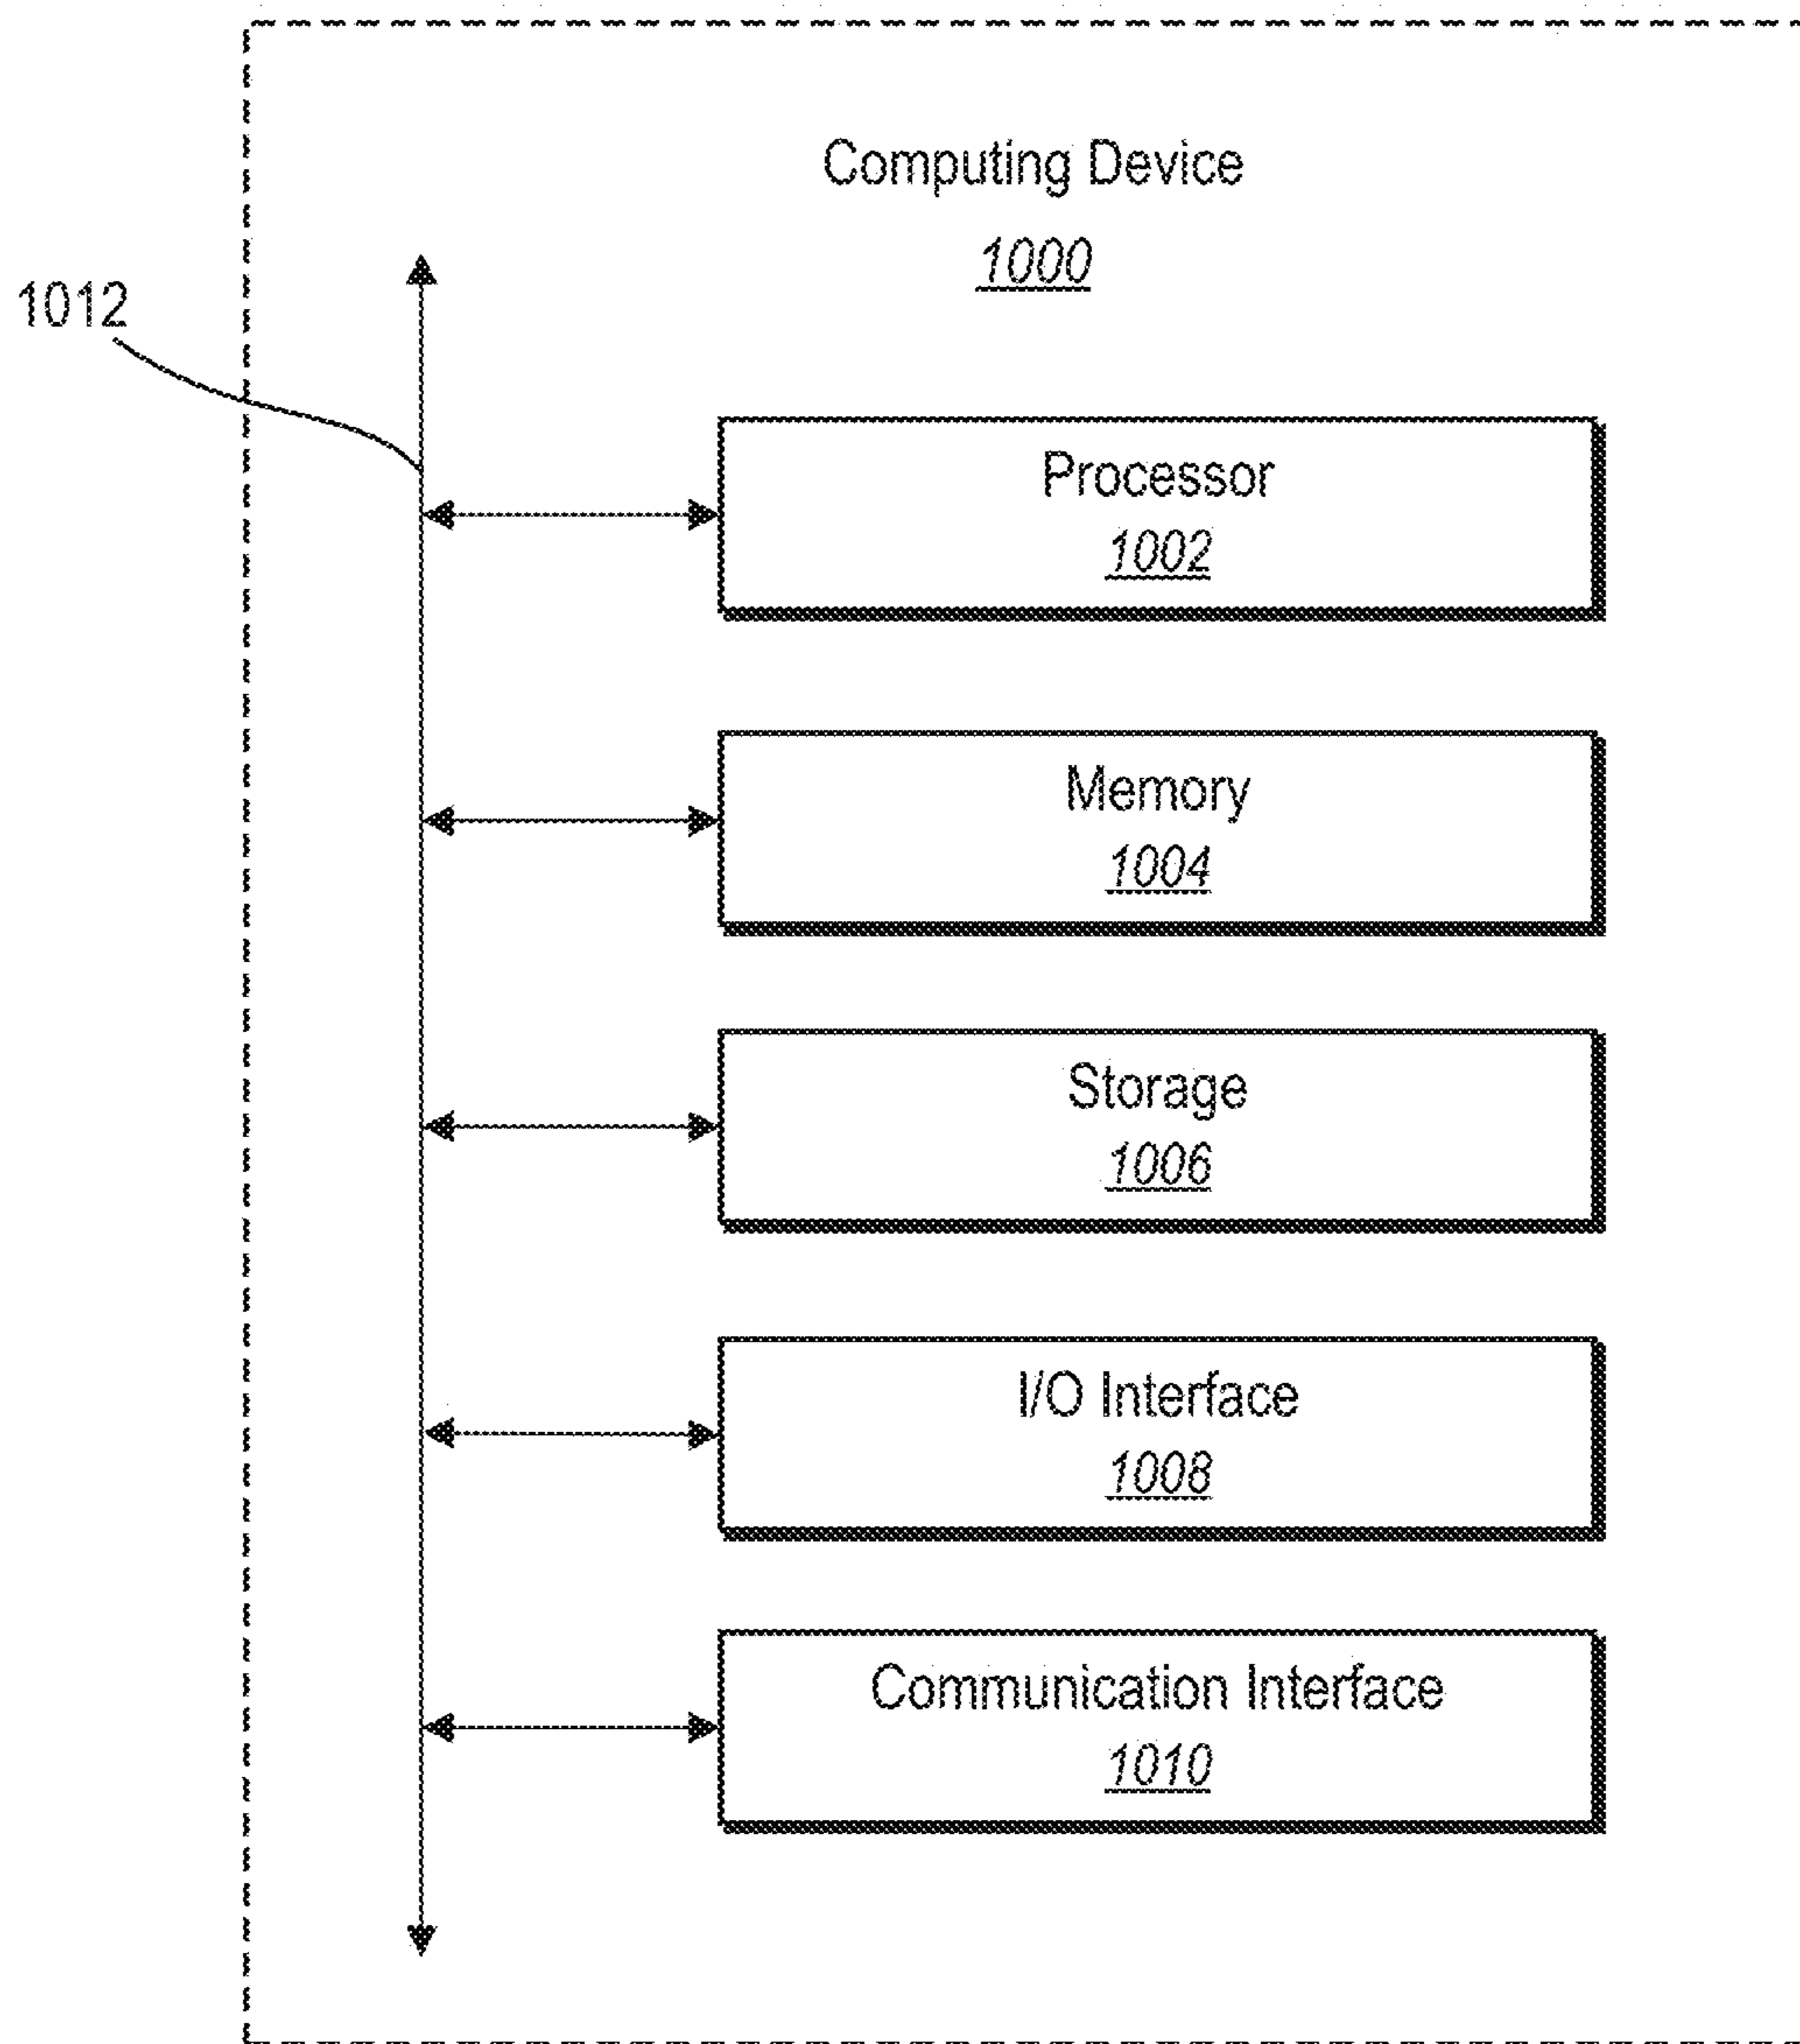 Computing Device
1000
1012
Processor
1002
Memory
1004
Storage
1006
I/O Interface
1008
Communication Interface
1010